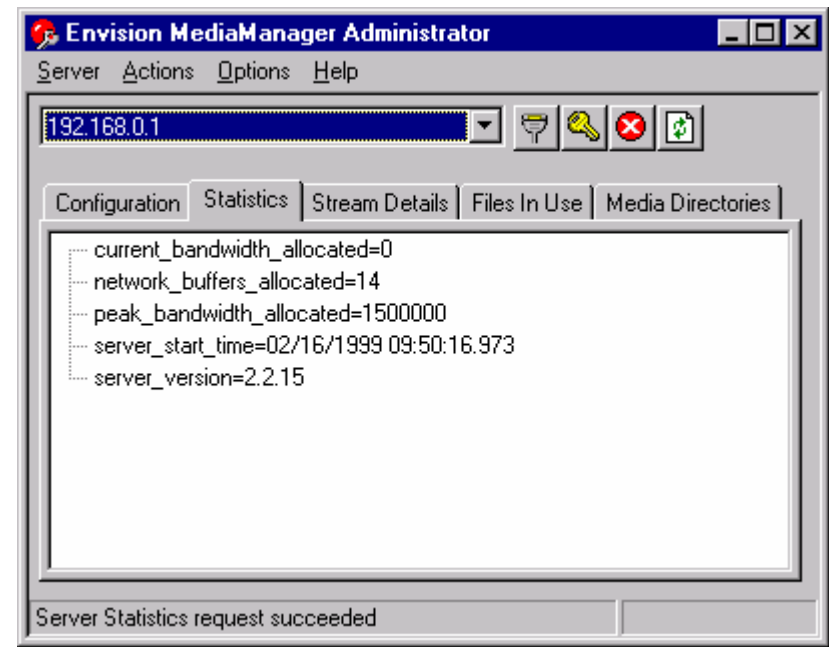 Envision MediaManager Administrator
Server Actions Options Help
192.168.0.1
Configuration Statistics Stream Details Files In Use Media Directories
current_bandwidth_allocated=0
network_buffers_allocated=14
peak_bandwidth_allocated=1500000
server_start_time=02/16/1999 09:50:16.973
server_version=2.2.15
Server Statistics request succeeded